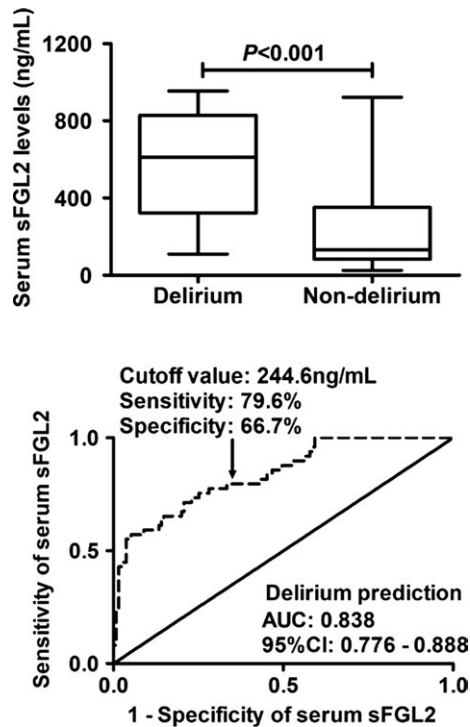 Serum sFGL2 levels (ng/mL)
1200
800
400
0
P<0.001
Delirium
Non-delirium
Cutoff value: 244.6ng/mL
Sensitivity: 79.6%
Specificity: 66.7%
Sensitivity of serum sFGL2
1.0
0.5
0.0
Delirium prediction
AUC: 0.838
95%CI: 0.776 - 0.888
0.0
0.5
1.0
1 - Specificity of serum sFGL2